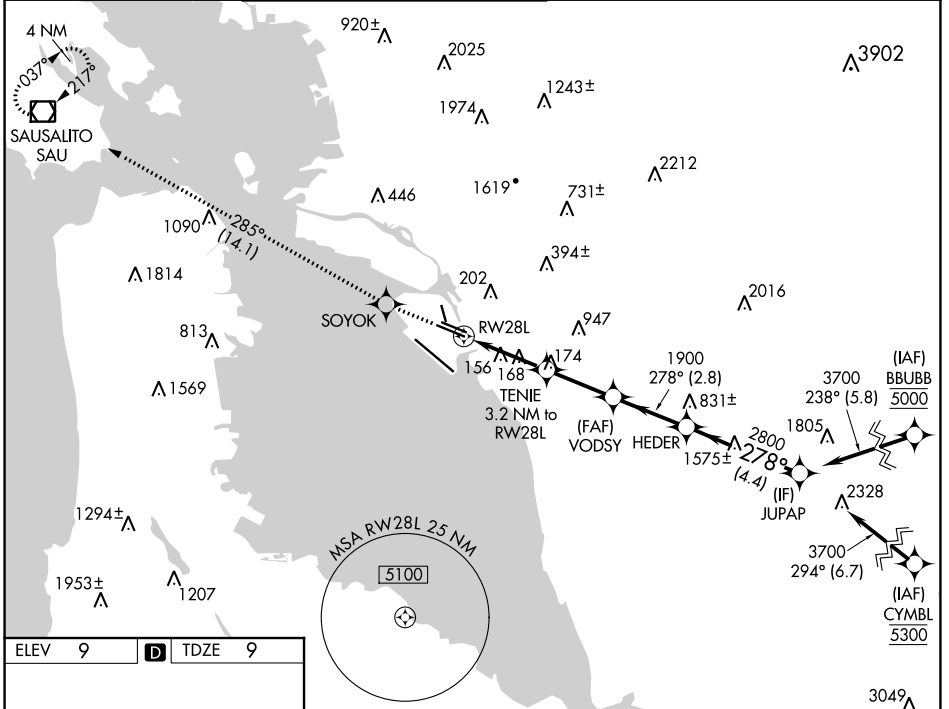 920±
4 NM
2025
3902
037°
217°
1243±
1974
SAUSALITO
SAU
2212
1619
446
731±
1090
285°
(14.1)
394±
1814
202
2016
SOYOK
RW28L
947
813
1900
278° (2.8)
(IAF)
BBUBB
5000
156
168
174
3700
238° (5.8)
1569
TENIE
3.2 NM to
RW28L
831±
(FAF)
VODSY
HEDER
1805
2800
278°
(4.4)
1575±
(IF)
JUPAP
2328
1294±
MSA RW28L 25 NM
3700
294° (6.7)
5100
1953±
1207
(IAF)
CYMBL
5300
ELEV 9 D TDZE 9
3049